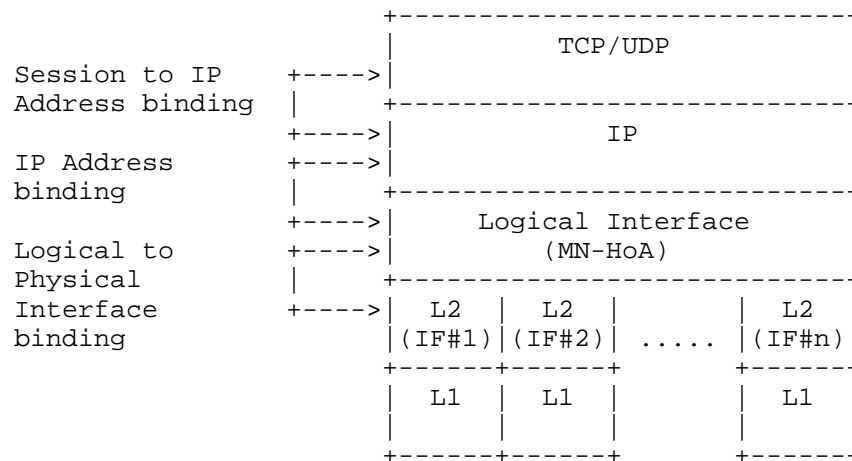 +----------------------------
                           |          TCP/UDP
Session to IP        +---->|
Address binding      |     +----------------------------
                     +---->|             IP
IP Address           +---->|
binding              |     +----------------------------
                     +---->|     Logical Interface
Logical to           +---->|         (MN-HoA)
Physical             |     +----------------------------
Interface            +---->|  L2  |  L2  |       |  L2
binding                    |(IF#1)|(IF#2)| ..... |(IF#n)
                           +------+------+       +------
                           |  L1  |  L1  |       |  L1
                           |      |      |       |
                           +------+------+       +------